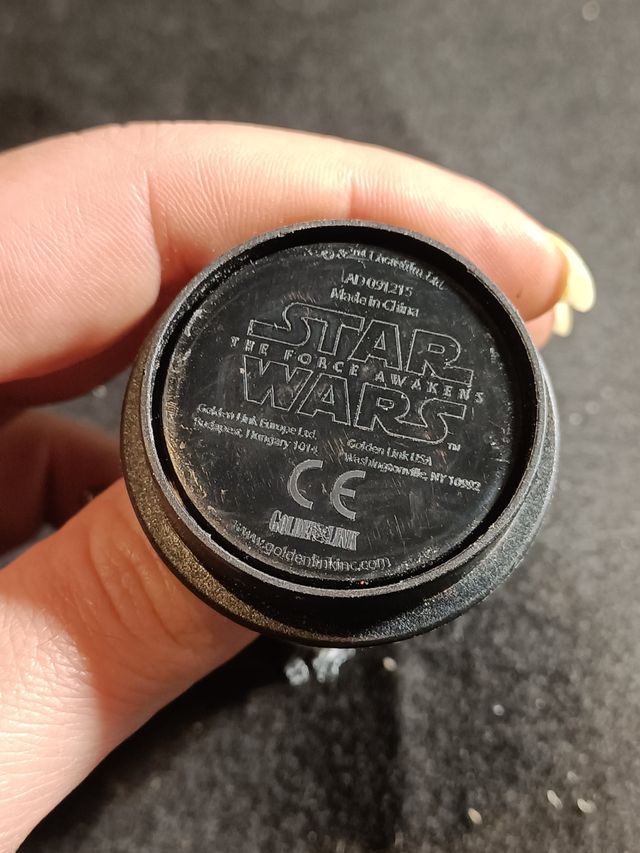 Lucasfilm Ltd.
AD 091215
Made in China
STAR
THE FORCE AWAKENS
WARS
TM
Golden Link Europe Ltd.
Budapest, Hungary 1014
Golden Link USA
Washingtonville, NY 10992
CE
GOLDEN LINK
www.goldenlinkinc.com